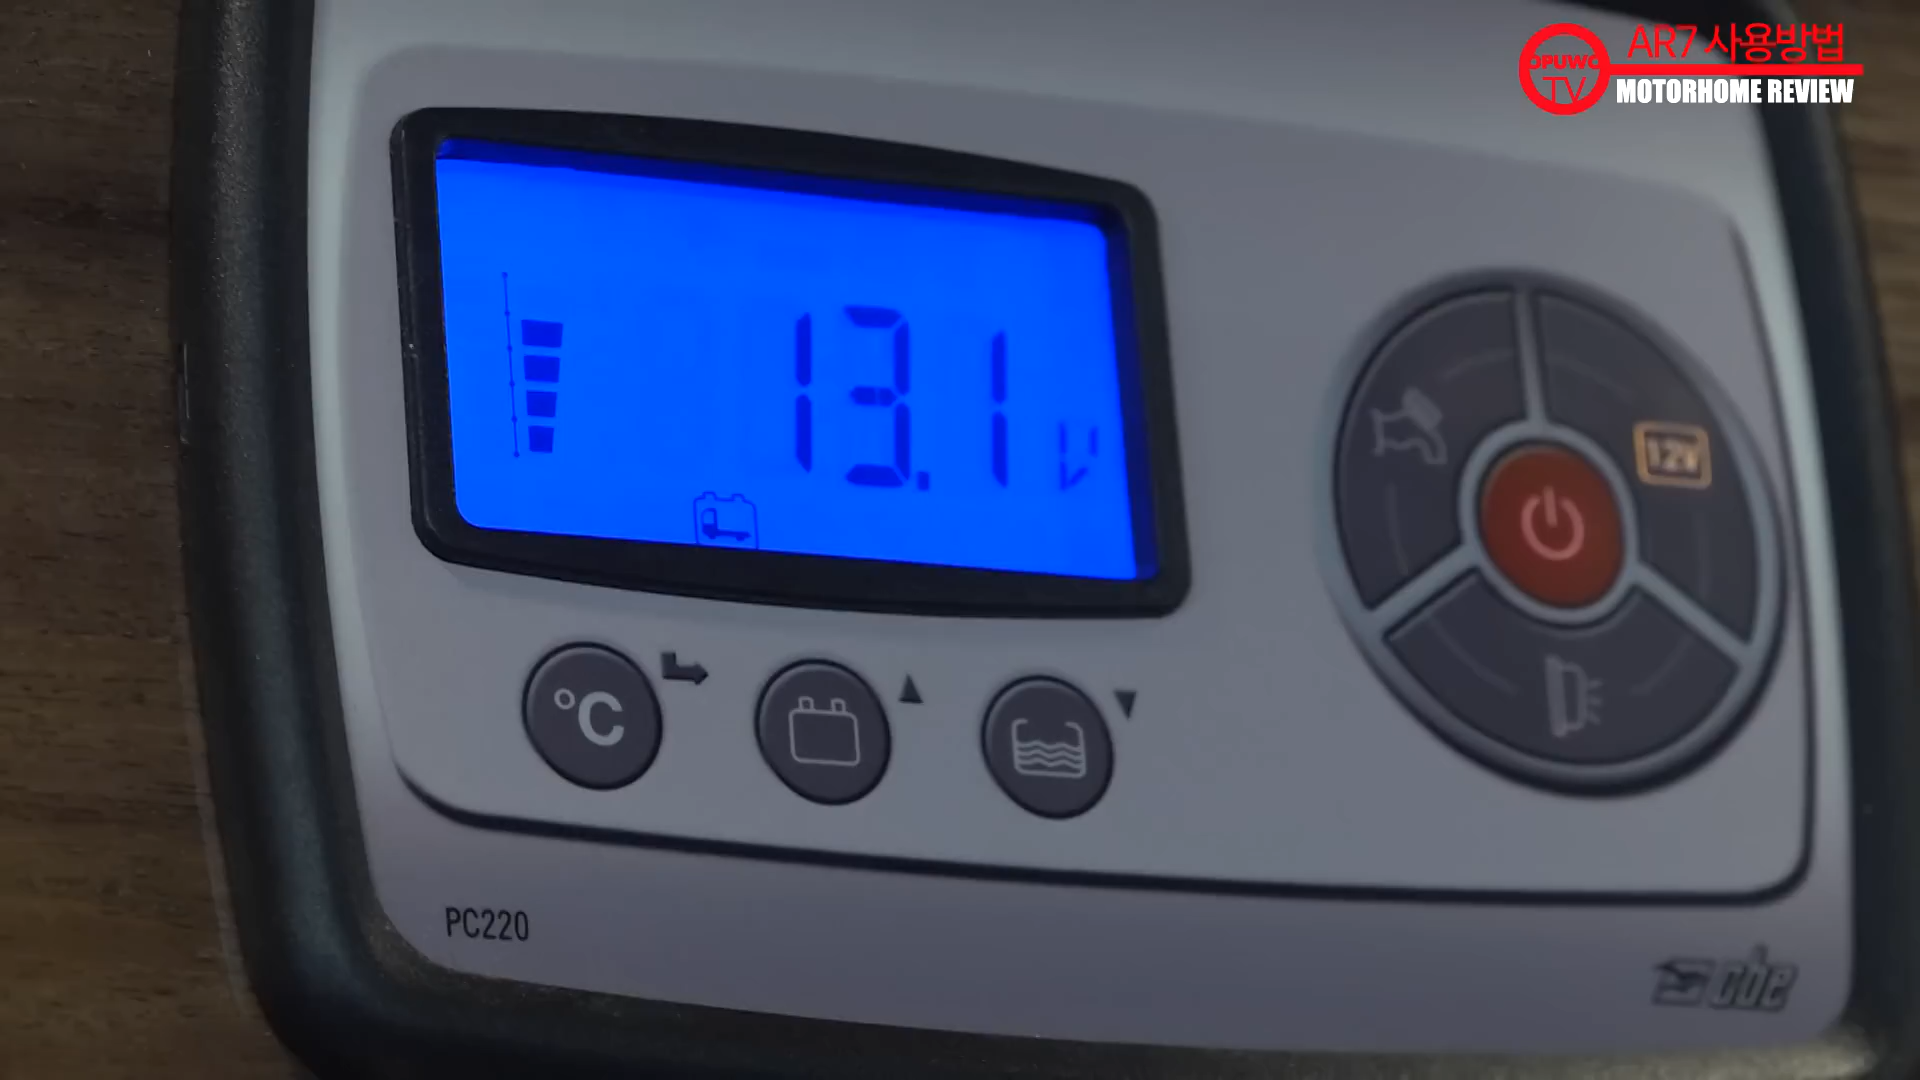 AR7 사용방법
OPUWO
TV
MOTORHOME REVIEW
13.1 V
12V
°C
PC220
cbe